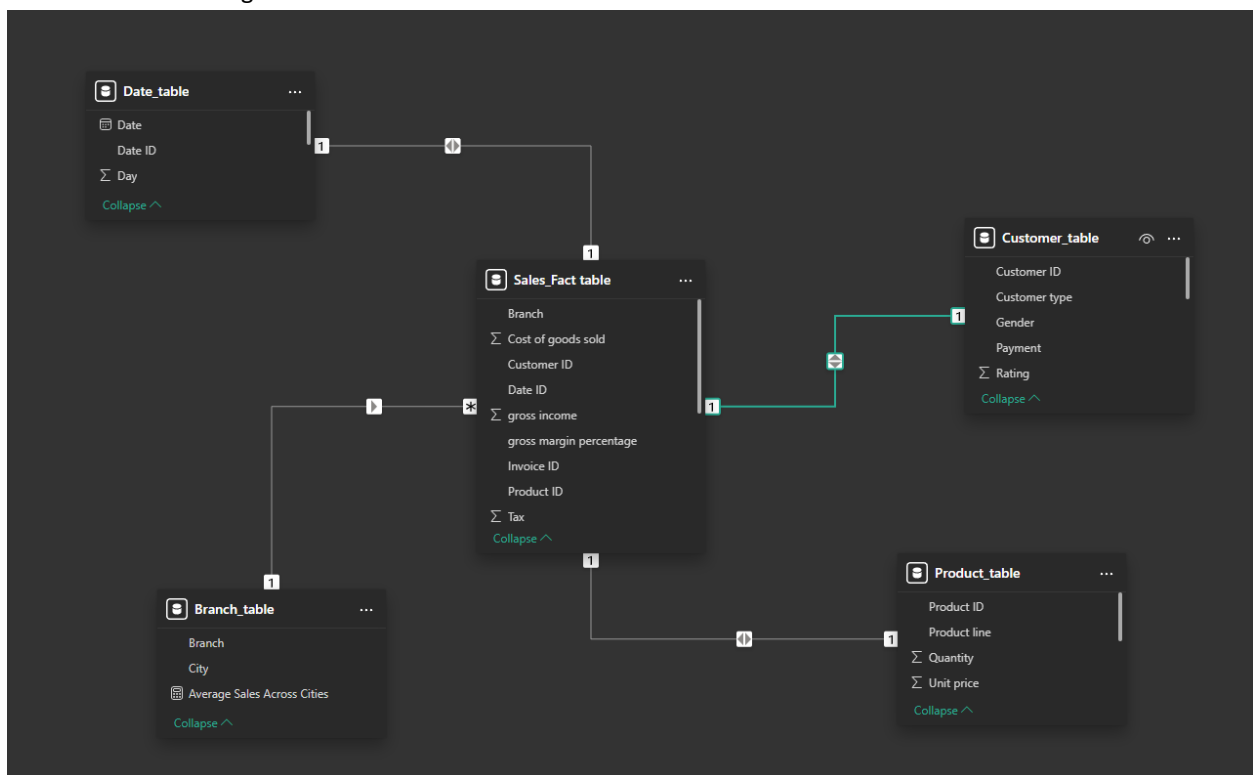 Date_table
Date
Date ID
Σ Day
Collapse
1
1
Sales_Fact table
Branch
Σ Cost of goods sold
Customer ID
Date ID
Σ gross income
gross margin percentage
Invoice ID
Product ID
Σ Tax
Collapse
*
1
1
Customer_table
Customer ID
Customer type
Gender
Payment
Σ Rating
Collapse
1
1
Branch_table
Branch
City
Average Sales Across Cities
Collapse
1
1
Product_table
Product ID
Product line
Σ Quantity
Σ Unit price
Collapse